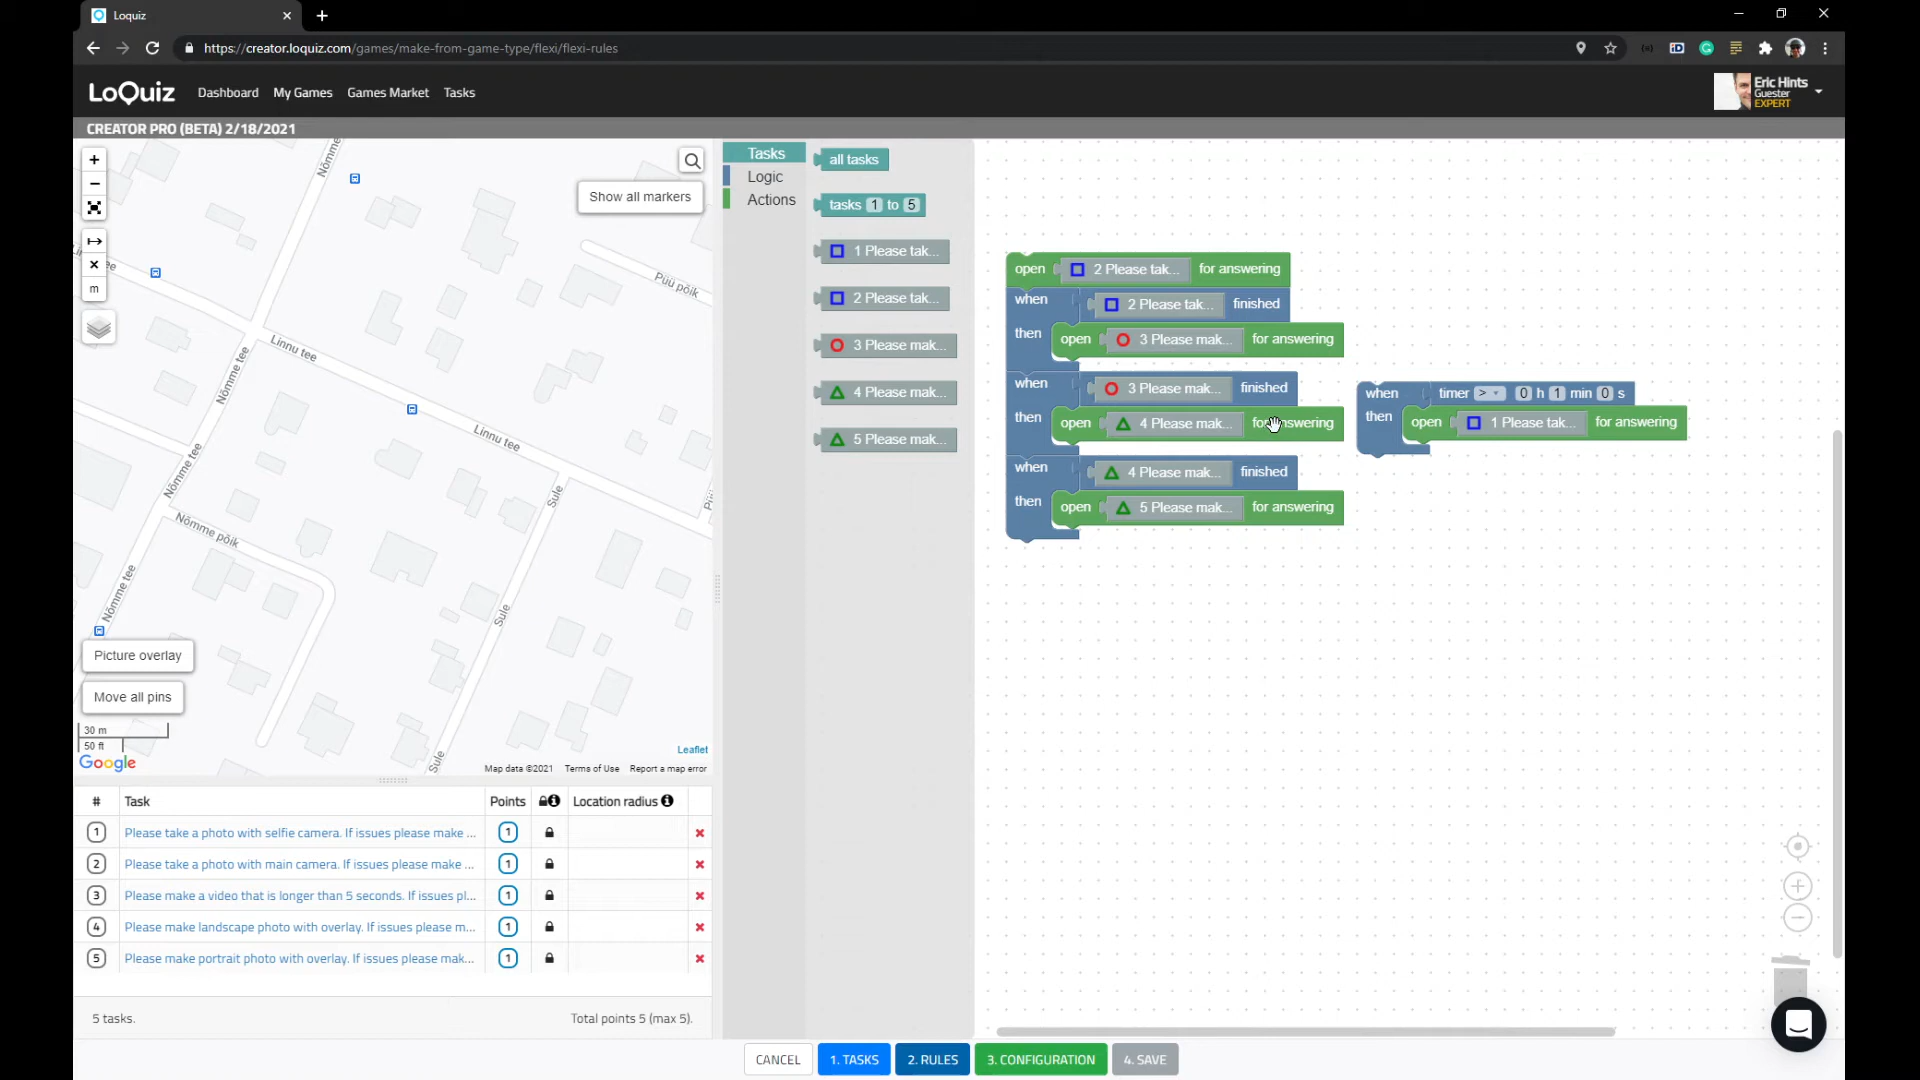 Loquiz
https://creator.loquiz.com/games/make-from-game-type/flexi/flexi-rules
LoQuiz Dashboard My Games Games Market Tasks
Eric Hints
Guester
EXPERT
CREATOR PRO (BETA) 2/18/2021
+
−
m
Show all markers
Nõmme
Linnu tee
Linnu tee
Nõmme tee
Nõmme tee
Nõmme tee
Nõmme põik
Puu põik
Sule
Sule
Sule
Picture overlay
Move all pins
30 m
50 ft
Google
Leaflet
Map data ©2021 Terms of Use Report a map error
Tasks
Logic
Actions
all tasks
tasks 1 to 5
1 Please tak...
2 Please tak...
3 Please mak...
4 Please mak...
5 Please mak...
open 2 Please tak... for answering
when 2 Please tak... finished
then open 3 Please mak... for answering
when 3 Please mak... finished
then open 4 Please mak... for answering
when 4 Please mak... finished
then open 5 Please mak... for answering
when timer > 0 h 1 min 0 s
then open 1 Please tak... for answering
# Task Points Location radius
1 Please take a photo with selfie camera. If issues please make ... 1
2 Please take a photo with main camera. If issues please make ... 1
3 Please make a video that is longer than 5 seconds. If issues pl... 1
4 Please make landscape photo with overlay. If issues please m... 1
5 Please make portrait photo with overlay. If issues please mak... 1
5 tasks. Total points 5 (max 5).
CANCEL 1. TASKS 2. RULES 3. CONFIGURATION 4. SAVE